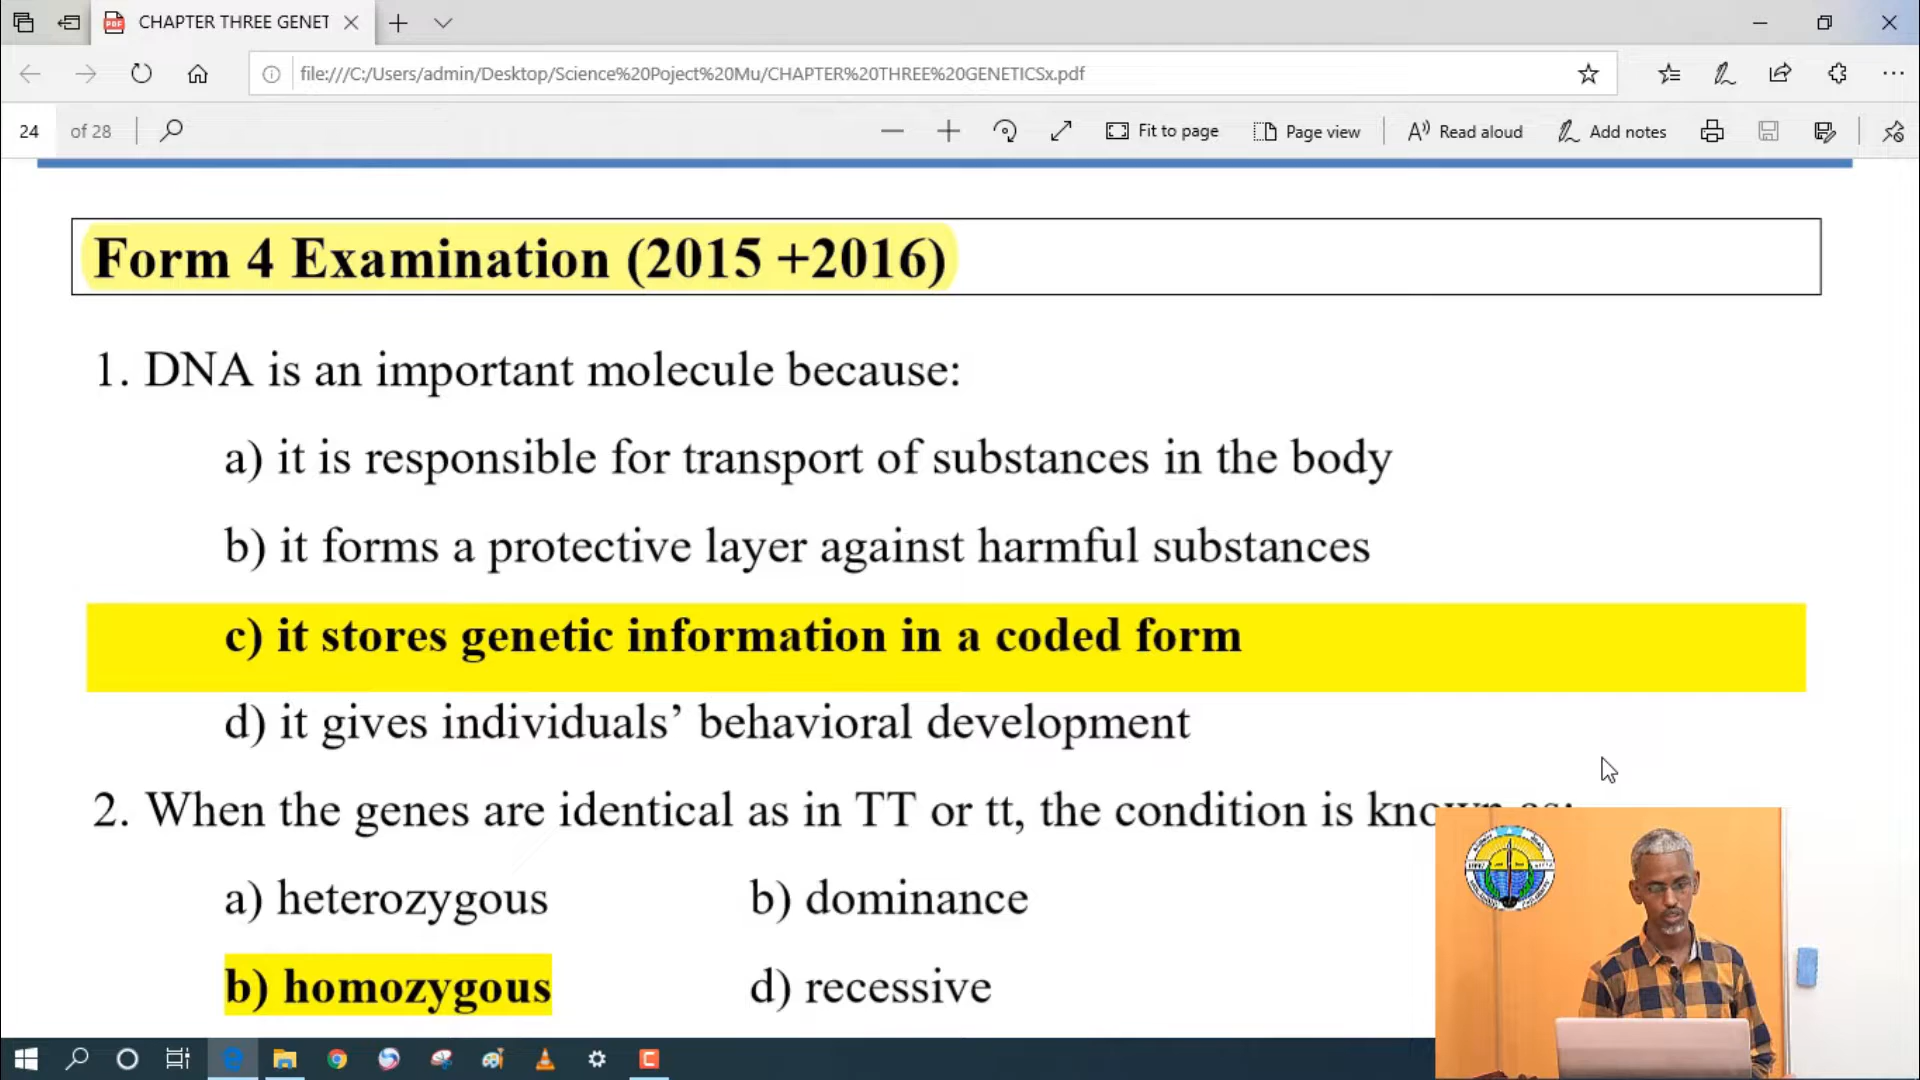 CHAPTER THREE GENET
file:///C:/Users/admin/Desktop/Science%20Poject%20Mu/CHAPTER%20THREE%20GENETICSx.pdf
24 of 28
Fit to page
Page view
Read aloud
Add notes
Form 4 Examination (2015 +2016)
1. DNA is an important molecule because:
a) it is responsible for transport of substances in the body
b) it forms a protective layer against harmful substances
c) it stores genetic information in a coded form
d) it gives individuals’ behavioral development
2. When the genes are identical as in TT or tt, the condition is known as:
a) heterozygous b) dominance
b) homozygous d) recessive